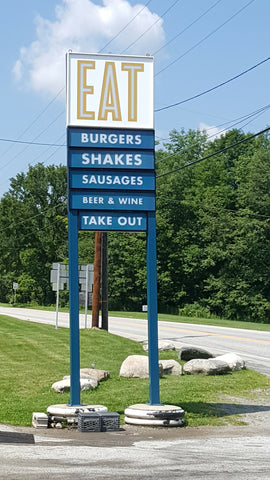 EAT
BURGERS
SHAKES
SAUSAGES
BEER & WINE
TAKE OUT